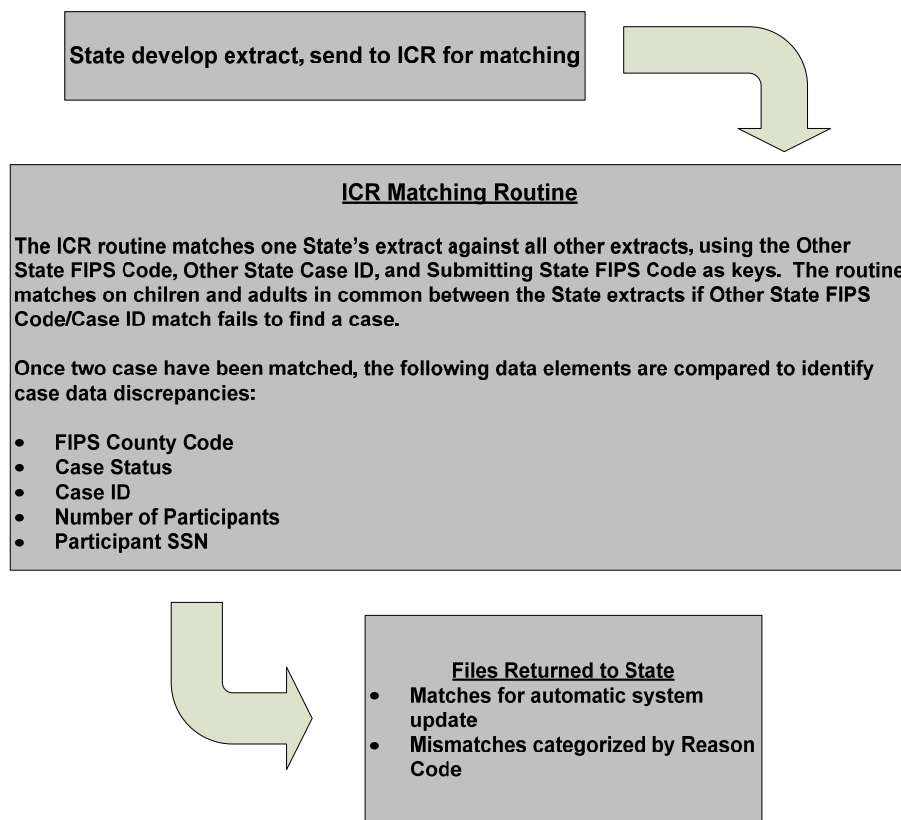 State develop extract, send to ICR for matching
ICR Matching Routine
The ICR routine matches one State's extract against all other extracts, using the Other
State FIPS Code, Other State Case ID, and Submitting State FIPS Code as keys.  The routine
matches on chilren and adults in common between the State extracts if Other State FIPS
Code/Case ID match fails to find a case.
Once two case have been matched, the following data elements are compared to identify
case data discrepancies:
• FIPS County Code
• Case Status
• Case ID
• Number of Participants
• Participant SSN
Files Returned to State
• Matches for automatic system
update
• Mismatches categorized by Reason
Code